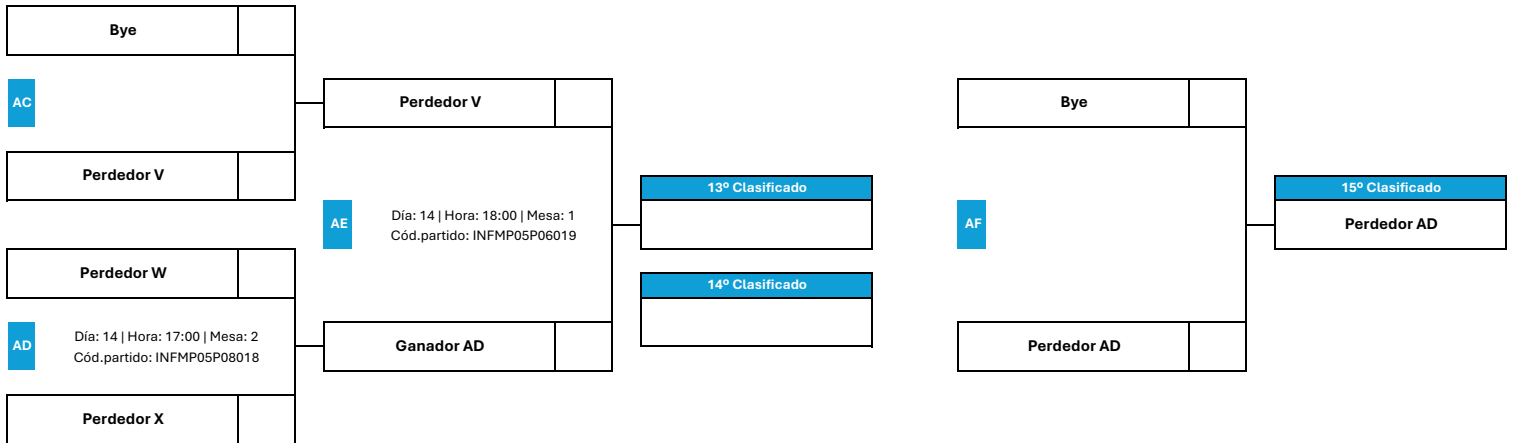 Bye
AC
Perdedor V
Perdedor W
AD
Día: 14 | Hora: 17:00 | Mesa: 2
Cód.partido: INFMP05P08018
Perdedor X
Perdedor V
AE
Día: 14 | Hora: 18:00 | Mesa: 1
Cód.partido: INFMP05P06019
Ganador AD
13º Clasificado
14º Clasificado
Bye
AF
Perdedor AD
15º Clasificado
Perdedor AD